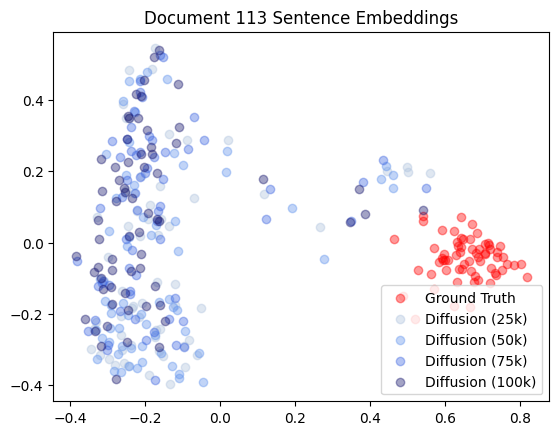 Document 113 Sentence Embeddings
0.4
0.2
0.0
−0.2
−0.4
−0.4
−0.2
0.0
0.2
0.4
0.6
0.8
Ground Truth
Diffusion (25k)
Diffusion (50k)
Diffusion (75k)
Diffusion (100k)